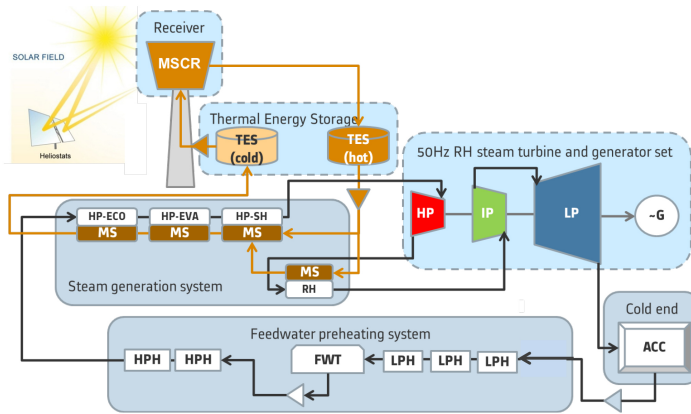 Receiver
SOLAR FIELD
MSCR
Heliostats
Thermal Energy Storage
TES
(cold)
TES
(hot)
50Hz RH steam turbine and generator set
HP
IP
LP
~G
HP-ECO
HP-EVA
HP-SH
MS
MS
MS
MS
RH
Steam generation system
Cold end
ACC
Feedwater preheating system
HPH
HPH
FWT
LPH
LPH
LPH